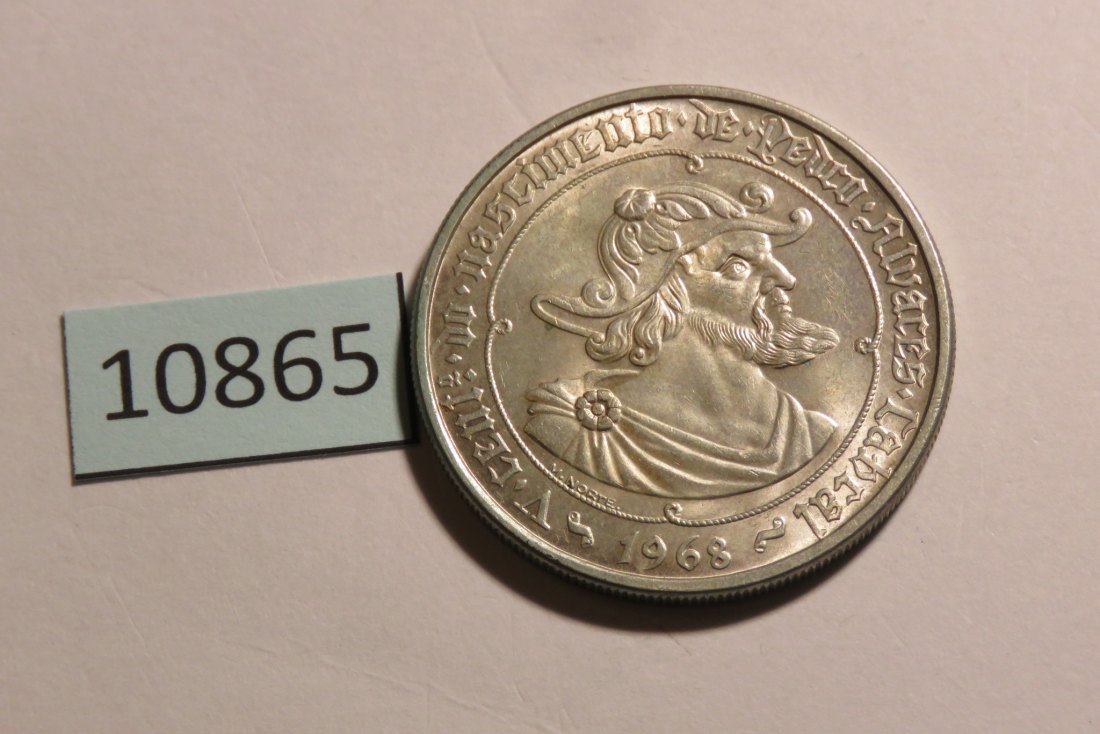 10865
V·cent.º·do·nascimento·de·Pedro·Alvares·Cabral
1968
M. NORTE.